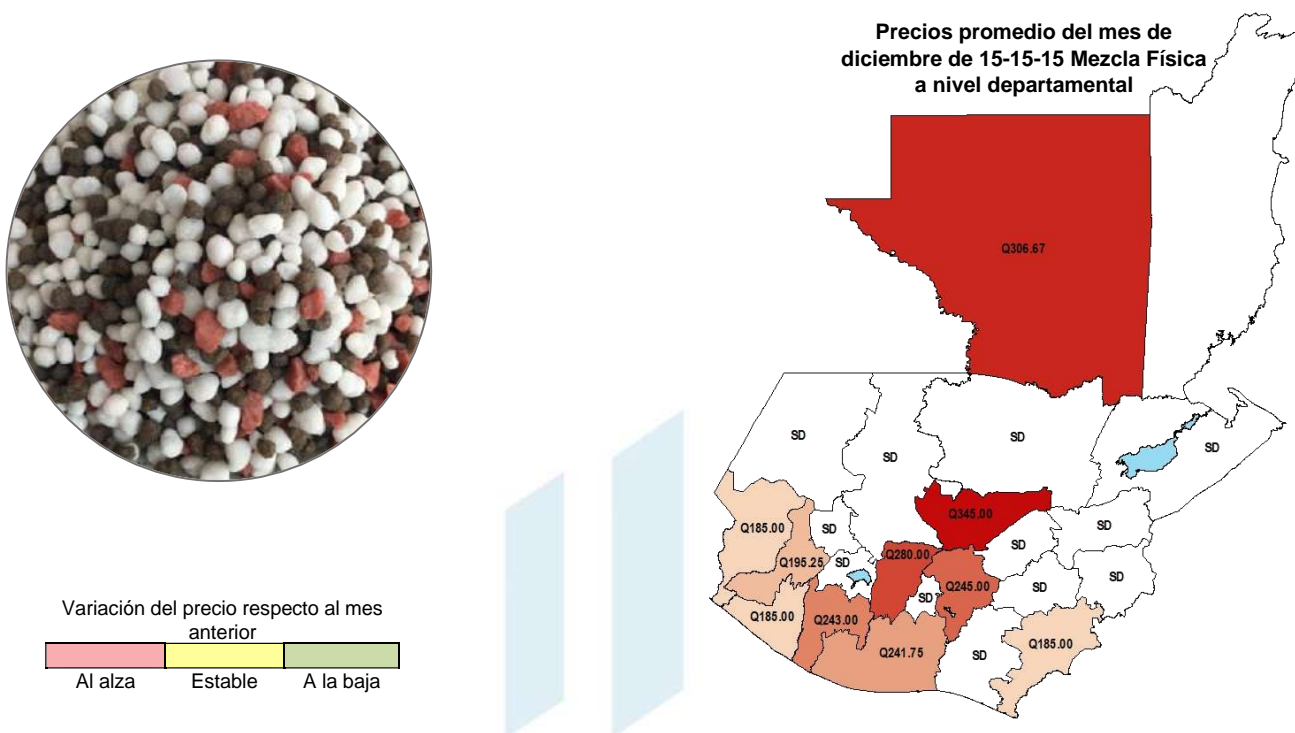 Precios promedio del mes de
diciembre de 15-15-15 Mezcla Física
a nivel departamental
Q306.67
SD
SD
SD
SD
Q345.00
SD
Q185.00
SD
SD
Q280.00
Q195.25
SD
Q245.00
SD
SD
SD
Q185.00
Q243.00
Q185.00
Q241.75
SD
Variación del precio respecto al mes
anterior
Al alza
Estable
A la baja